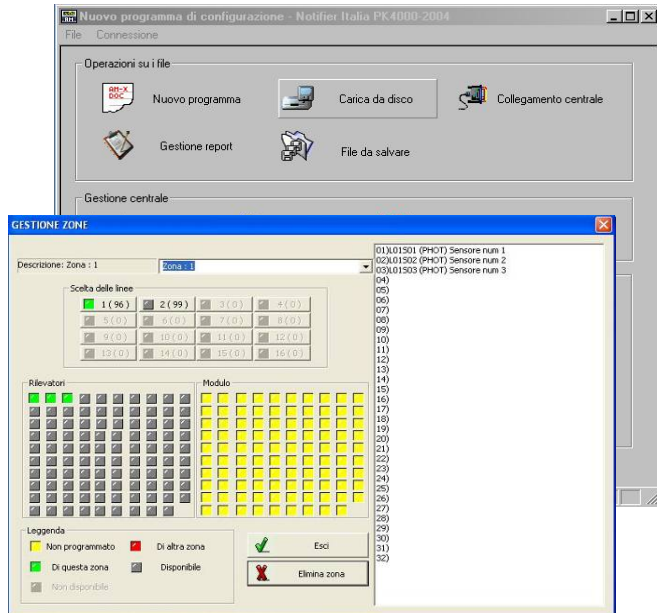 Nuovo programma di configurazione - Notifier Italia PK4000-2004
File Connessione
Operazioni su i file
AM-X
DOC
Nuovo programma
Carica da disco
Collegamento centrale
Gestione report
File da salvare
Gestione centrale
GESTIONE ZONE
Descrizione: Zona : 1
Zona : 1
Scelta delle linee
1 ( 96 ) 2 ( 99 ) 3 ( 0 ) 4 ( 0 )
5 ( 0 ) 6 ( 0 ) 7 ( 0 ) 8 ( 0 )
9 ( 0 ) 10 ( 0 ) 11 ( 0 ) 12 ( 0 )
13 ( 0 ) 14 ( 0 ) 15 ( 0 ) 16 ( 0 )
Rilevatori
Modulo
Leggenda
Non programmato
Di altra zona
Di questa zona
Disponibile
Non disponibile
Esci
Elimina zona
01)L01S01 (PHOT) Sensore num 1
02)L01S02 (PHOT) Sensore num 2
03)L01S03 (PHOT) Sensore num 3
04)
05)
06)
07)
08)
09)
10)
11)
12)
13)
14)
15)
16)
17)
18)
19)
20)
21)
22)
23)
24)
25)
26)
27)
28)
29)
30)
31)
32)